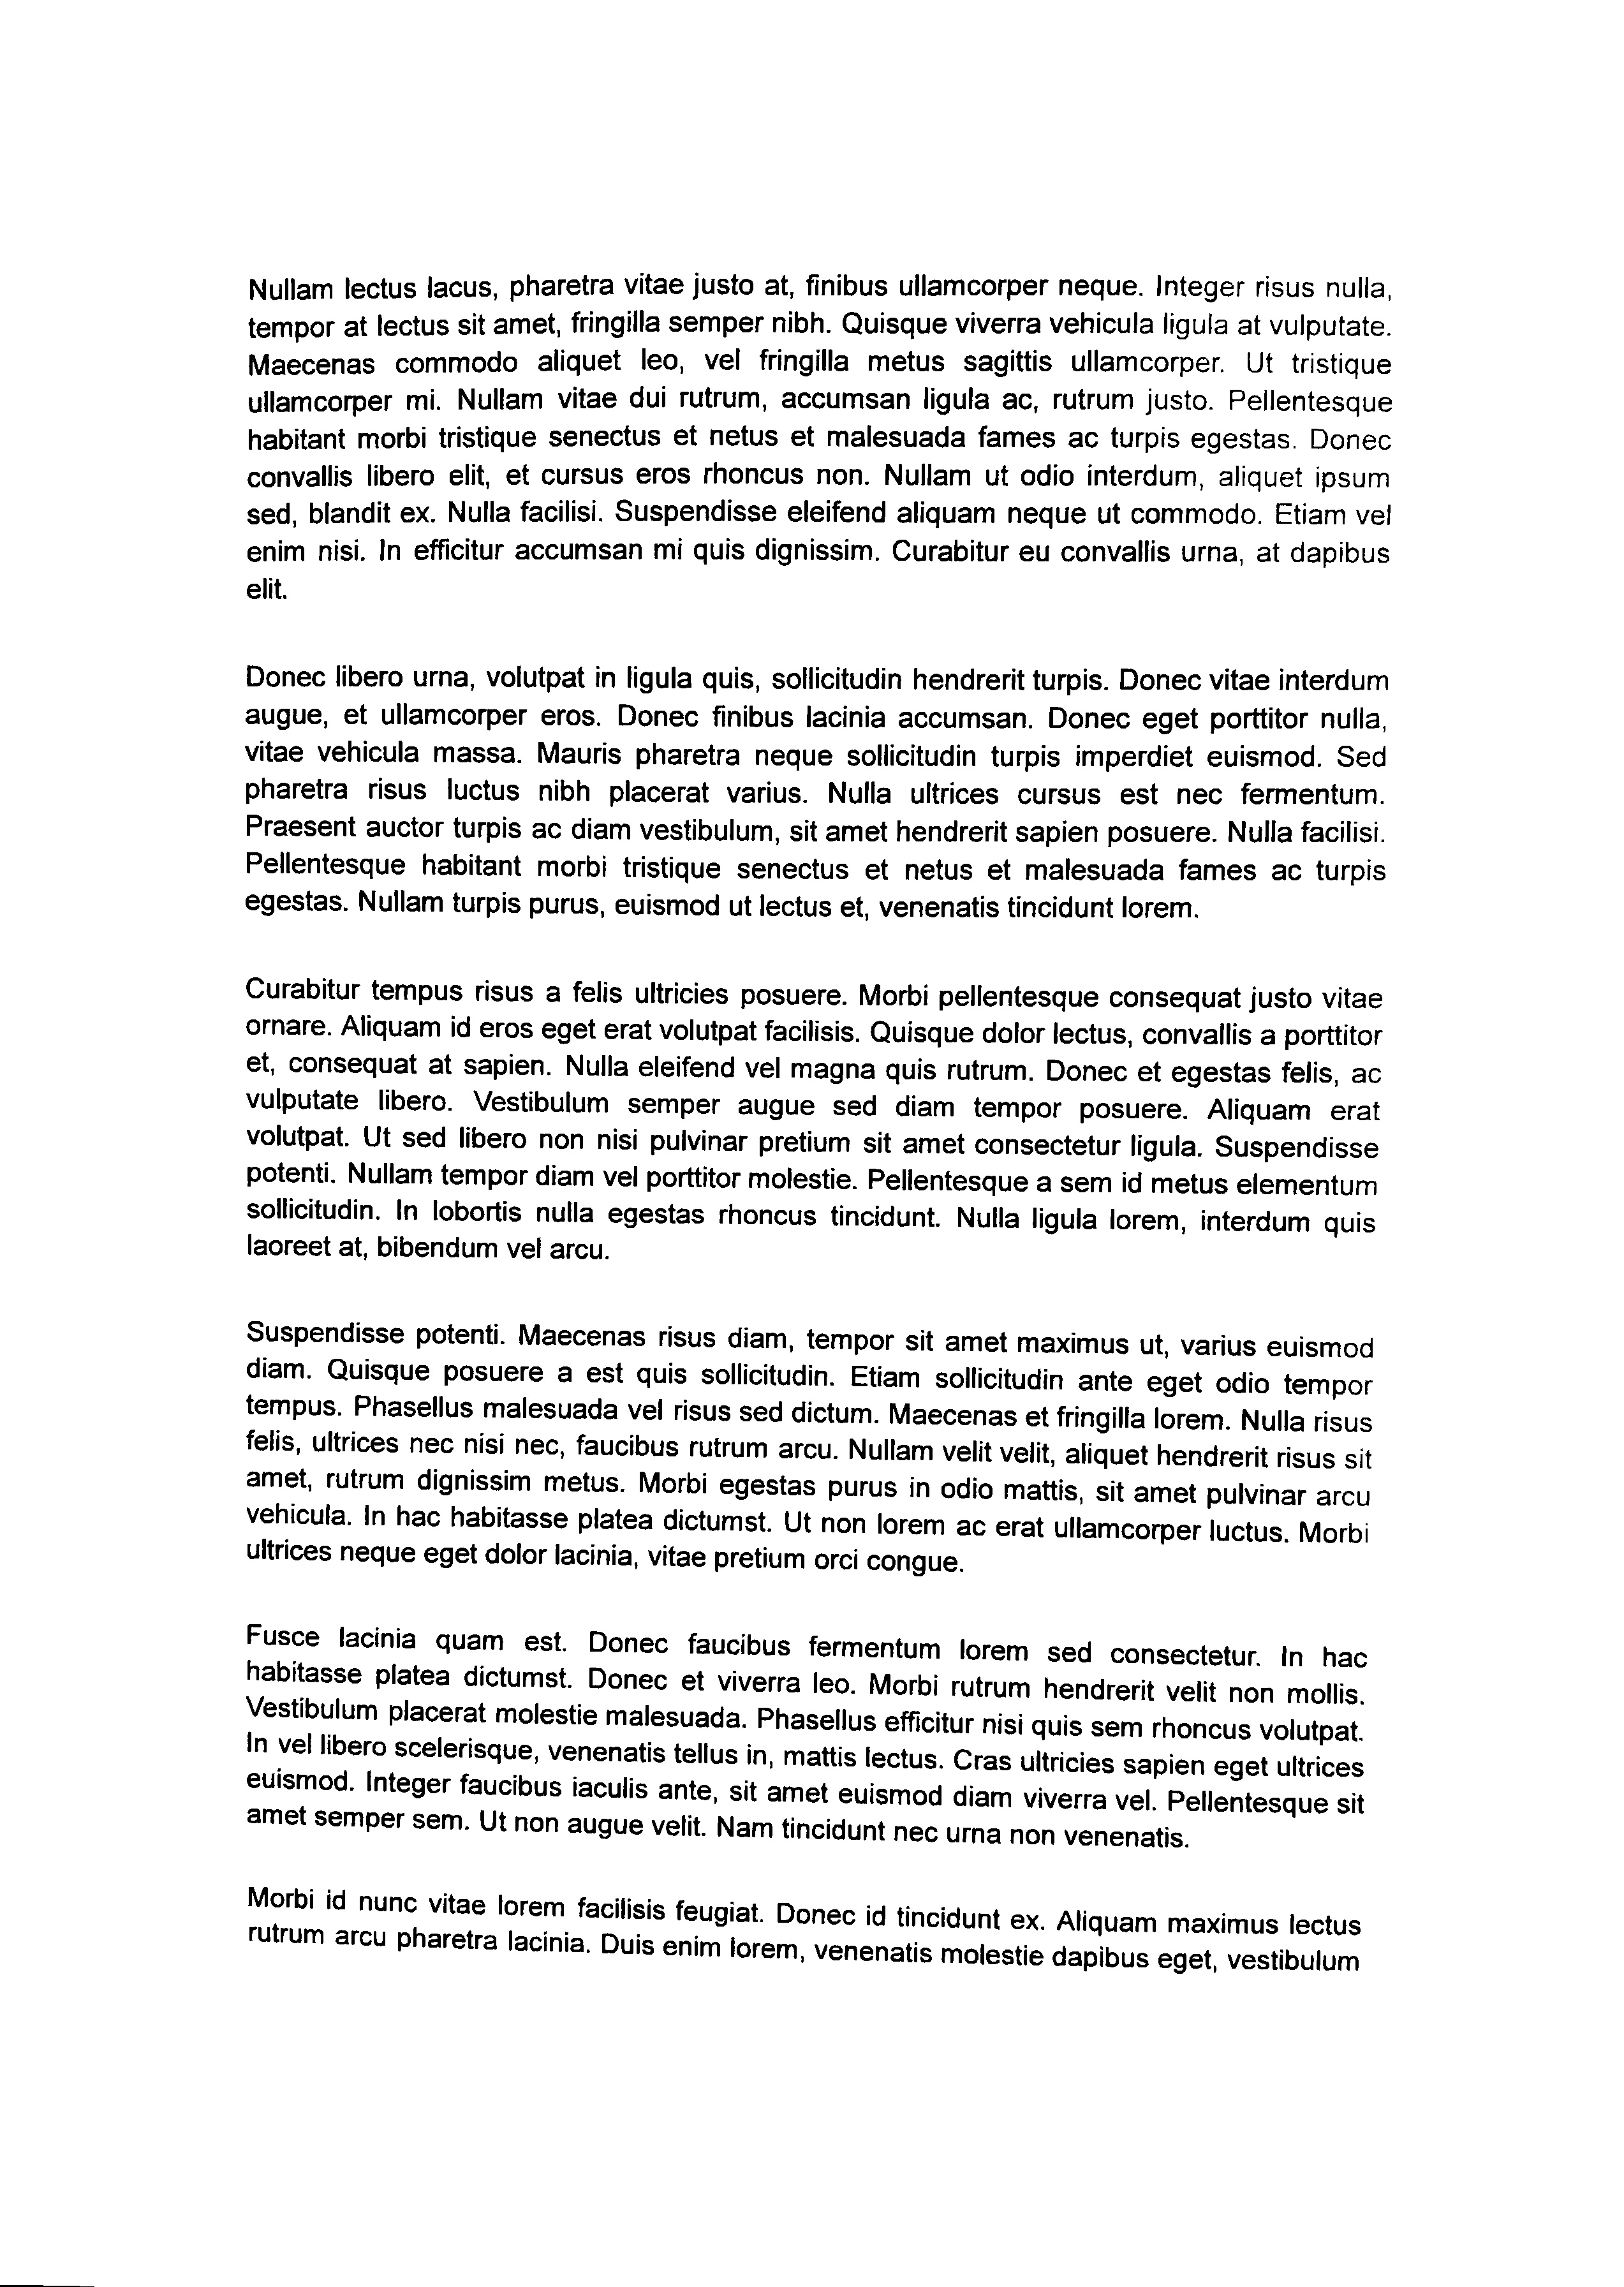 Nullam lectus lacus, pharetra vitae justo at, finibus ullamcorper neque. Integer risus nulla,
tempor at lectus sit amet, fringilla semper nibh. Quisque viverra vehicula ligula at vulputate.
Maecenas commodo aliquet leo, vel fringilla metus sagittis ullamcorper. Ut tristique
ullamcorper mi. Nullam vitae dui rutrum, accumsan ligula ac, rutrum justo. Pellentesque
habitant morbi tristique senectus et netus et malesuada fames ac turpis egestas. Donec
convallis libero elit, et cursus eros rhoncus non. Nullam ut odio interdum, aliquet ipsum
sed, blandit ex. Nulla facilisi. Suspendisse eleifend aliquam neque ut commodo. Etiam vel
enim nisi. In efficitur accumsan mi quis dignissim. Curabitur eu convallis urna, at dapibus
elit.
Donec libero urna, volutpat in ligula quis, sollicitudin hendrerit turpis. Donec vitae interdum
augue, et ullamcorper eros. Donec finibus lacinia accumsan. Donec eget porttitor nulla,
vitae vehicula massa. Mauris pharetra neque sollicitudin turpis imperdiet euismod. Sed
pharetra risus luctus nibh placerat varius. Nulla ultrices cursus est nec fermentum.
Praesent auctor turpis ac diam vestibulum, sit amet hendrerit sapien posuere. Nulla facilisi.
Pellentesque habitant morbi tristique senectus et netus et malesuada fames ac turpis
egestas. Nullam turpis purus, euismod ut lectus et, venenatis tincidunt lorem.
Curabitur tempus risus a felis ultricies posuere. Morbi pellentesque consequat justo vitae
ornare. Aliquam id eros eget erat volutpat facilisis. Quisque dolor lectus, convallis a porttitor
et, consequat at sapien. Nulla eleifend vel magna quis rutrum. Donec et egestas felis, ac
vulputate libero. Vestibulum semper augue sed diam tempor posuere. Aliquam erat
volutpat. Ut sed libero non nisi pulvinar pretium sit amet consectetur ligula. Suspendisse
potenti. Nullam tempor diam vel porttitor molestie. Pellentesque a sem id metus elementum
sollicitudin. In lobortis nulla egestas rhoncus tincidunt. Nulla ligula lorem, interdum quis
laoreet at, bibendum vel arcu.
Suspendisse potenti. Maecenas risus diam, tempor sit amet maximus ut, varius euismod
diam. Quisque posuere a est quis sollicitudin. Etiam sollicitudin ante eget odio tempor
tempus. Phasellus malesuada vel risus sed dictum. Maecenas et fringilla lorem. Nulla risus
felis, ultrices nec nisi nec, faucibus rutrum arcu. Nullam velit velit, aliquet hendrerit risus sit
amet, rutrum dignissim metus. Morbi egestas purus in odio mattis, sit amet pulvinar arcu
vehicula. In hac habitasse platea dictumst. Ut non lorem ac erat ullamcorper luctus. Morbi
ultrices neque eget dolor lacinia, vitae pretium orci congue.
Fusce lacinia quam est. Donec faucibus fermentum lorem sed consectetur. In hac
habitasse platea dictumst. Donec et viverra leo. Morbi rutrum hendrerit velit non mollis.
Vestibulum placerat molestie malesuada. Phasellus efficitur nisi quis sem rhoncus volutpat.
In vel libero scelerisque, venenatis tellus in, mattis lectus. Cras ultricies sapien eget ultrices
euismod. Integer faucibus iaculis ante, sit amet euismod diam viverra vel. Pellentesque sit
amet semper sem. Ut non augue velit. Nam tincidunt nec urna non venenatis.
Morbi id nunc vitae lorem facilisis feugiat. Donec id tincidunt ex. Aliquam maximus lectus
rutrum arcu pharetra lacinia. Duis enim lorem, venenatis molestie dapibus eget, vestibulum